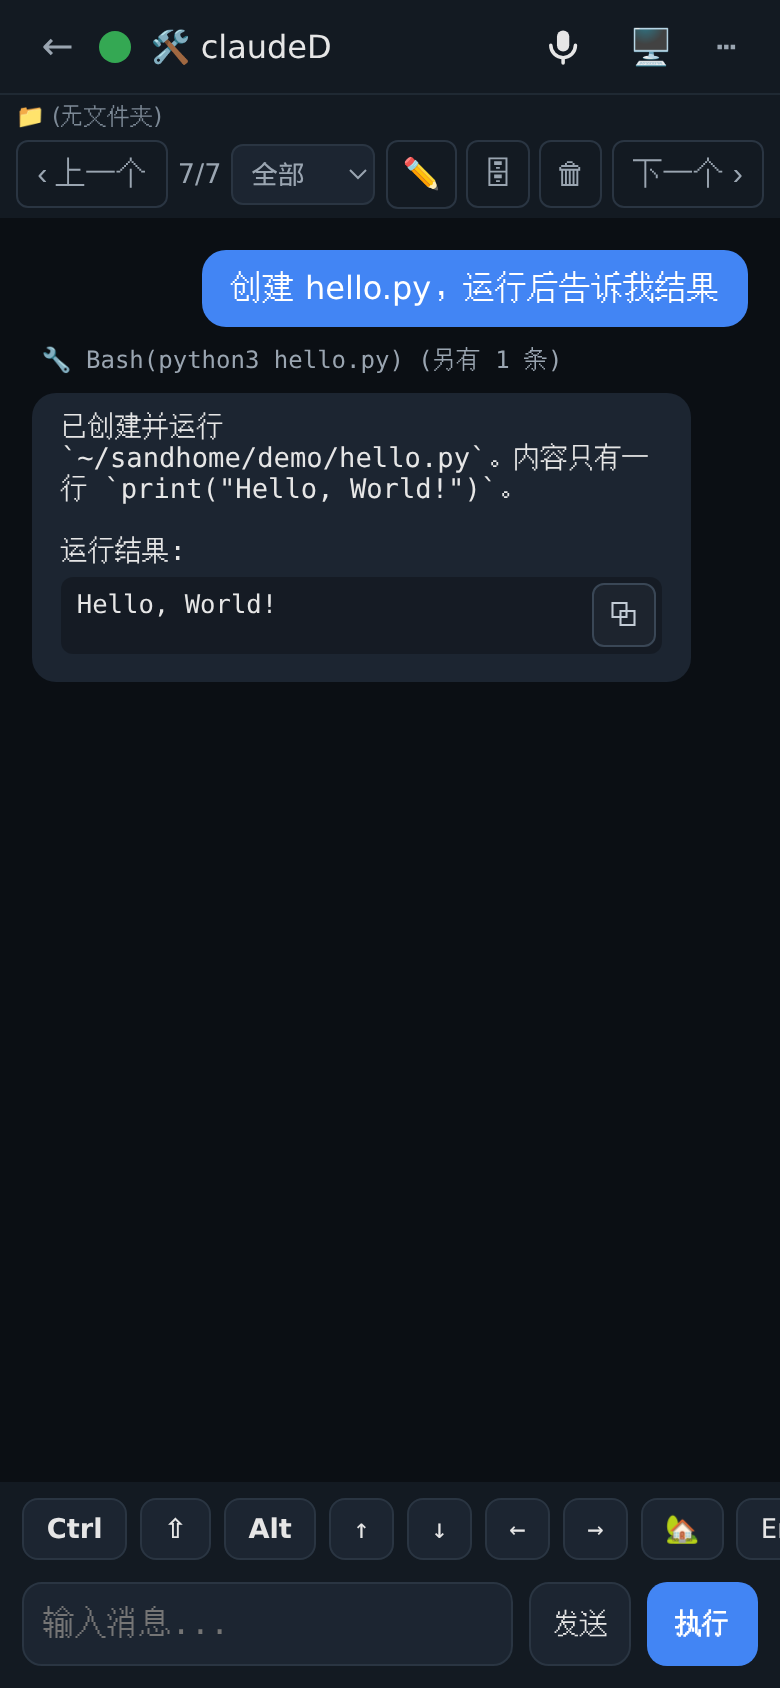 claudeD
(无文件夹)
‹ 上一个 7/7 全部 下一个 ›
创建 hello.py，运行后告诉我结果
Bash(python3 hello.py) (另有 1 条)
已创建并运行
`~/sandhome/demo/hello.py`。内容只有一
行 `print("Hello, World!")`。
运行结果:
Hello, World!
Ctrl ⇧ Alt ↑ ↓ ← →
输入消息... 发送 执行